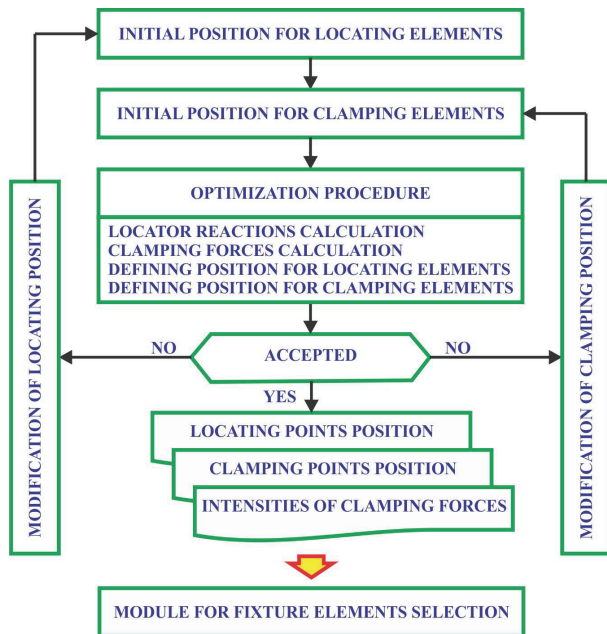 INITIAL POSITION FOR LOCATING ELEMENTS
INITIAL POSITION FOR CLAMPING ELEMENTS
OPTIMIZATION PROCEDURE
LOCATOR REACTIONS CALCULATION
CLAMPING FORCES CALCULATION
DEFINING POSITION FOR LOCATING ELEMENTS
DEFINING POSITION FOR CLAMPING ELEMENTS
MODIFICATION OF LOCATING POSITION
MODIFICATION OF CLAMPING POSITION
NO
ACCEPTED
NO
YES
LOCATING POINTS POSITION
CLAMPING POINTS POSITION
INTENSITIES OF CLAMPING FORCES
MODULE FOR FIXTURE ELEMENTS SELECTION